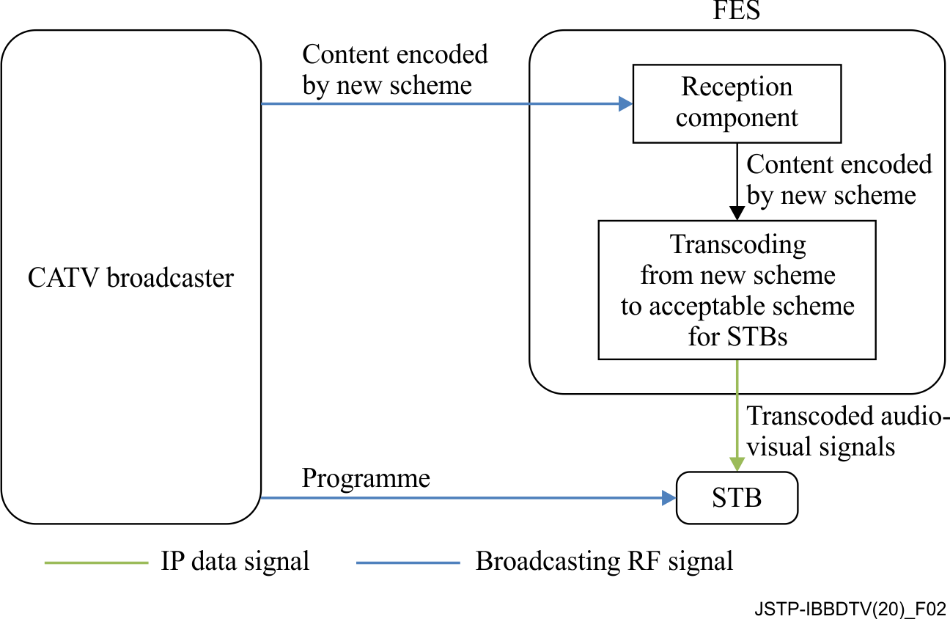 FES
Content encoded
by new scheme
Reception
component
Content encoded
by new scheme
CATV broadcaster
Transcoding
from new scheme
to acceptable scheme
for STBs
Transcoded audio-
visual signals
Programme
STB
IP data signal
Broadcasting RF signal
JSTP-IBBDTV(20)_F02